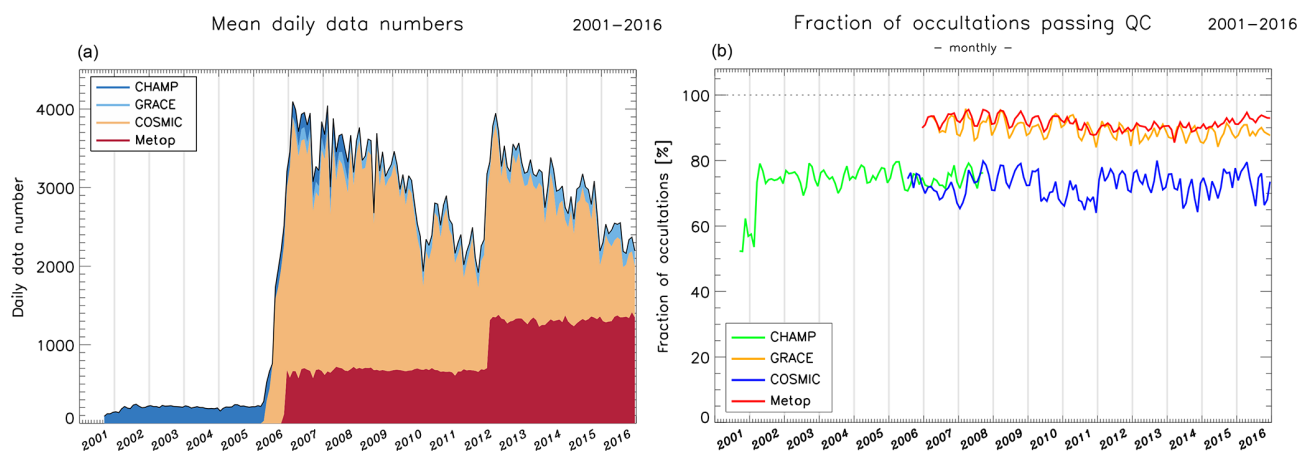 Mean daily data numbers 2001–2016
(a)
CHAMP
GRACE
COSMIC
Metop
Daily data number
4000
3000
2000
1000
0
2001 2002 2003 2004 2005 2006 2007 2008 2009 2010 2011 2012 2013 2014 2015 2016
Fraction of occultations passing QC 2001–2016
(b)
– monthly –
Fraction of occultations [%]
100
80
60
40
20
0
CHAMP
GRACE
COSMIC
Metop
2001 2002 2003 2004 2005 2006 2007 2008 2009 2010 2011 2012 2013 2014 2015 2016